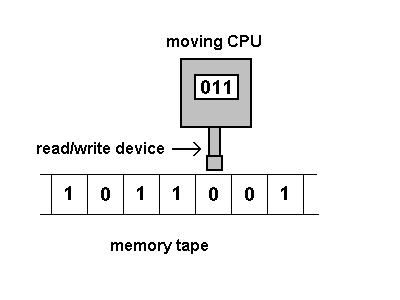 moving CPU
011
read/write device
1 0 1 1 0 0 1
memory tape